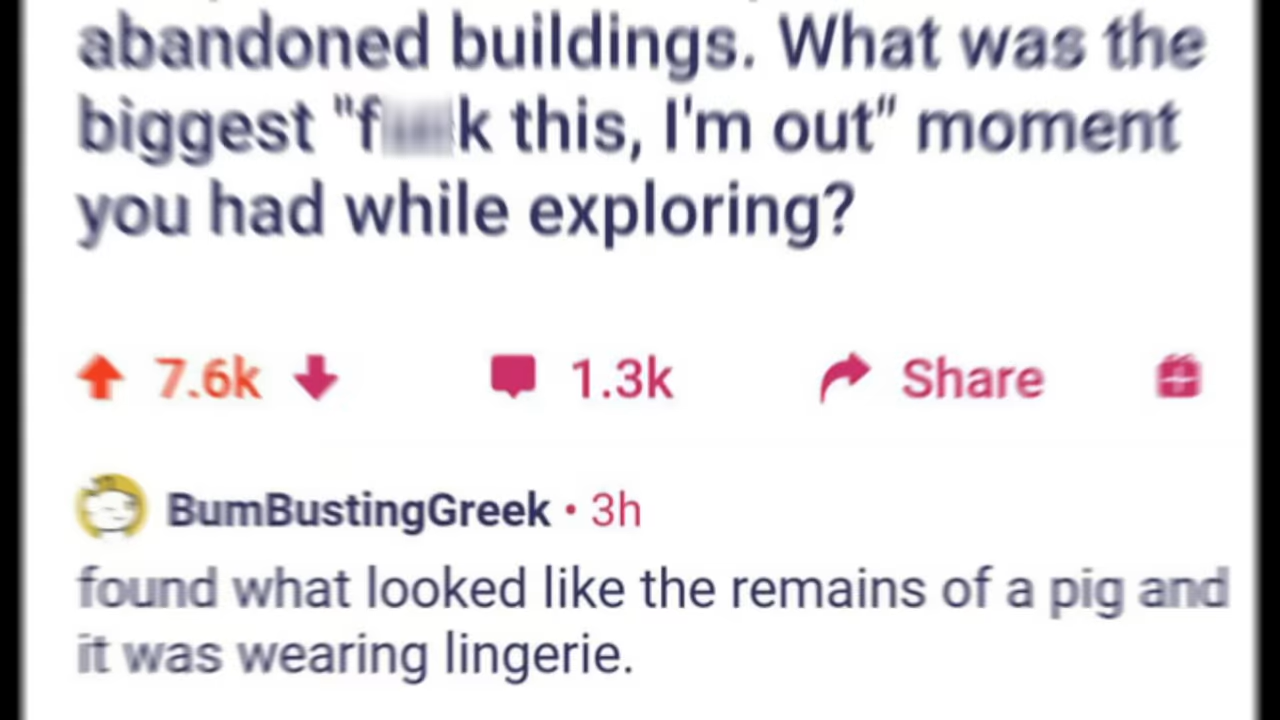 abandoned buildings. What was the
biggest "f k this, I'm out" moment
you had while exploring?
7.6k 1.3k Share
BumBustingGreek • 3h
found what looked like the remains of a pig and
it was wearing lingerie.